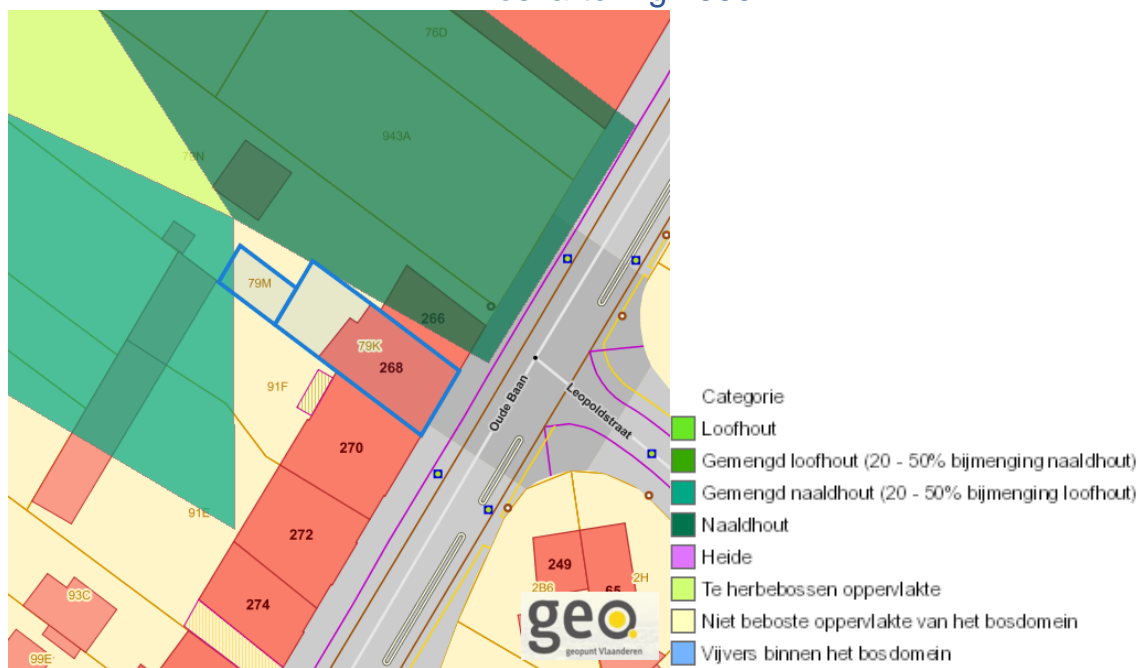 76D
943A
79N
79M
266
79K
268
91F
Oude Baan
Leopoldstraat
270
91E
272
249
93C
274
2B6
65
2H
99E
geo
geopunt Vlaanderen
Categorie
Loofhout
Gemengd loofhout (20 - 50% bijmenging naaldhout)
Gemengd naaldhout (20 - 50% bijmenging loofhout)
Naaldhout
Heide
Te herbebossen oppervlakte
Niet beboste oppervlakte van het bosdomein
Vijvers binnen het bosdomein